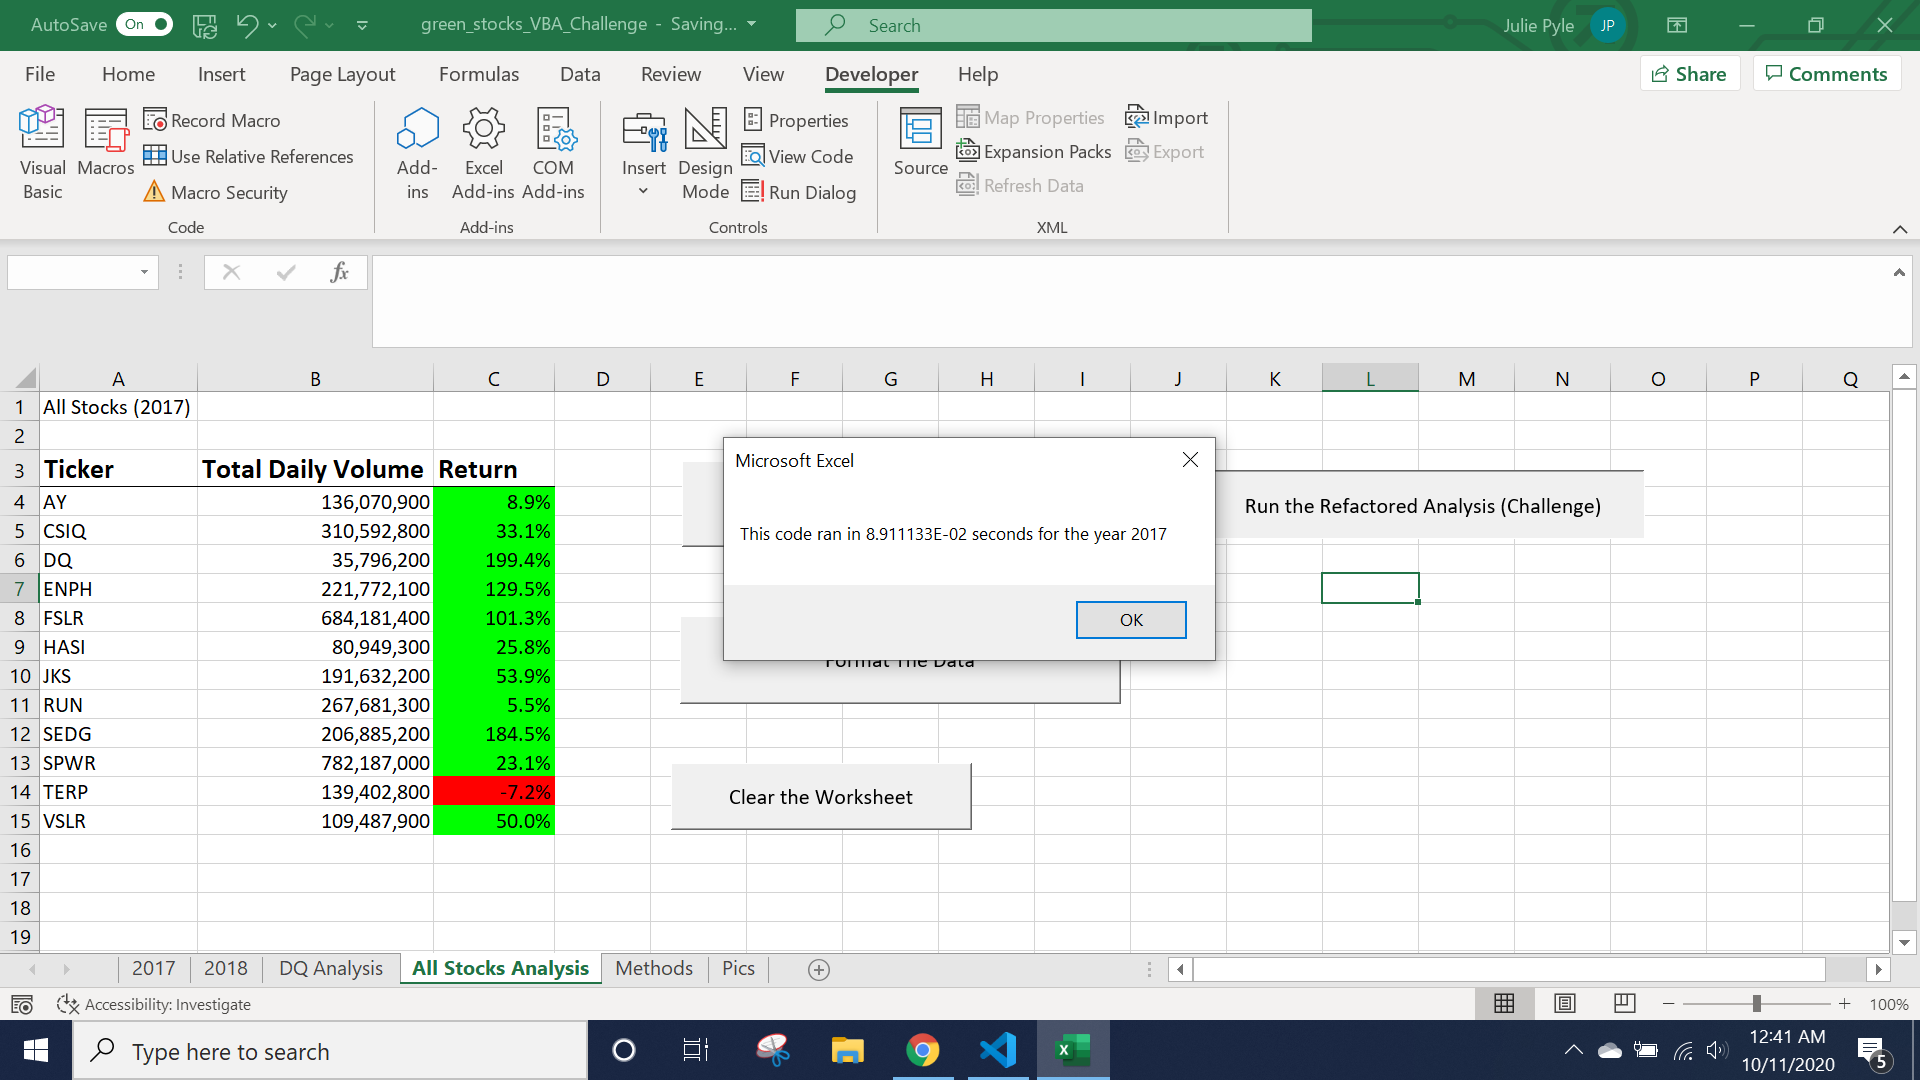 AutoSave On green_stocks_VBA_Challenge - Saving... Search Julie Pyle JP
File Home Insert Page Layout Formulas Data Review View Developer Help Share Comments
Visual Basic
Macros
Record Macro
Use Relative References
Macro Security
Code
Add-ins
Excel Add-ins
COM Add-ins
Add-ins
Insert
Design Mode
Properties
View Code
Run Dialog
Controls
Source
Map Properties
Expansion Packs
Refresh Data
Import
Export
XML
fx
A B C D E F G H I J K L M N O P Q
1 All Stocks (2017)
2
3 Ticker Total Daily Volume Return
4 AY 136,070,900 8.9%
5 CSIQ 310,592,800 33.1%
6 DQ 35,796,200 199.4%
7 ENPH 221,772,100 129.5%
8 FSLR 684,181,400 101.3%
9 HASI 80,949,300 25.8%
10 JKS 191,632,200 53.9%
11 RUN 267,681,300 5.5%
12 SEDG 206,885,200 184.5%
13 SPWR 782,187,000 23.1%
14 TERP 139,402,800 -7.2%
15 VSLR 109,487,900 50.0%
16
17
18
19
Microsoft Excel
This code ran in 8.911133E-02 seconds for the year 2017
OK
Run the Refactored Analysis (Challenge)
Format The Data
Clear the Worksheet
2017 2018 DQ Analysis All Stocks Analysis Methods Pics
Accessibility: Investigate 100%
Type here to search
12:41 AM
10/11/2020
5